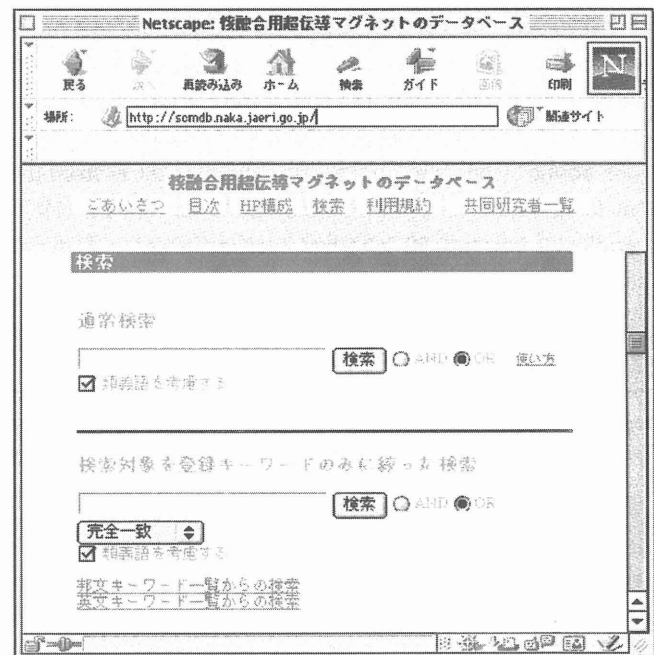 Netscape: 核融合用超伝導マグネットのデータベース
戻る 再読み込み ホーム 検索 ガイド 印刷 N
場所: http://scmdb.naka.jaeri.go.jp/ 関連サイト
核融合用超伝導マグネットのデータベース
ごあいさつ 目次 HP構成 検索 利用規約 共同研究者一覧
検索
通常検索
検索 AND OR 使い方
類義語を考慮する
検索対象を登録キーワードのみに絞った検索
検索 AND OR
完全一致
類義語を考慮する
邦文キーワード一覧からの検索
英文キーワード一覧からの検索